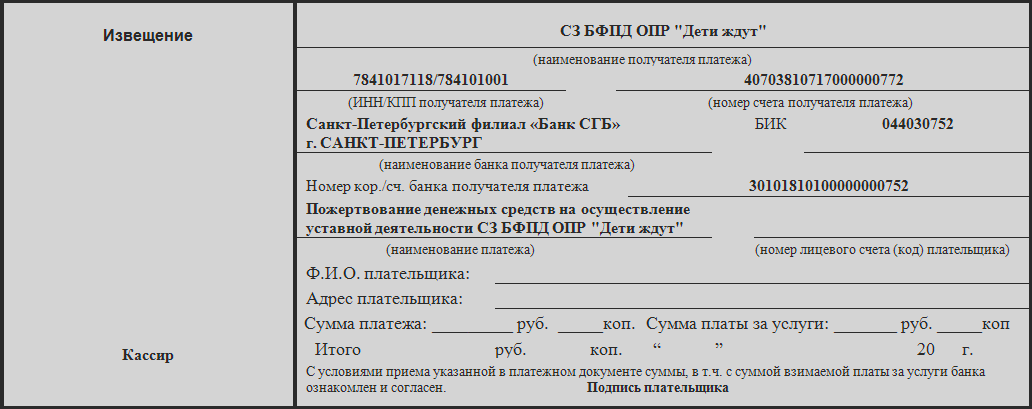 Извещение
СЗ БФПД ОПР "Дети ждут"
(наименование получателя платежа)
7841017118/784101001 40703810717000000772
(ИНН/КПП получателя платежа) (номер счета получателя платежа)
Санкт-Петербургский филиал «Банк СГБ» БИК 044030752
г. САНКТ-ПЕТЕРБУРГ
(наименование банка получателя платежа)
Номер кор./сч. банка получателя платежа 30101810100000000752
Пожертвование денежных средств на осуществление
уставной деятельности СЗ БФПД ОПР "Дети ждут"
(наименование платежа) (номер лицевого счета (код) плательщика)
Ф.И.О. плательщика:
Адрес плательщика:
Сумма платежа: _________ руб. _____коп. Сумма платы за услуги: _______ руб. _____коп
Кассир
Итого руб. коп. “ ” 20 г.
С условиями приема указанной в платежном документе суммы, в т.ч. с суммой взимаемой платы за услуги банка
ознакомлен и согласен. Подпись плательщика